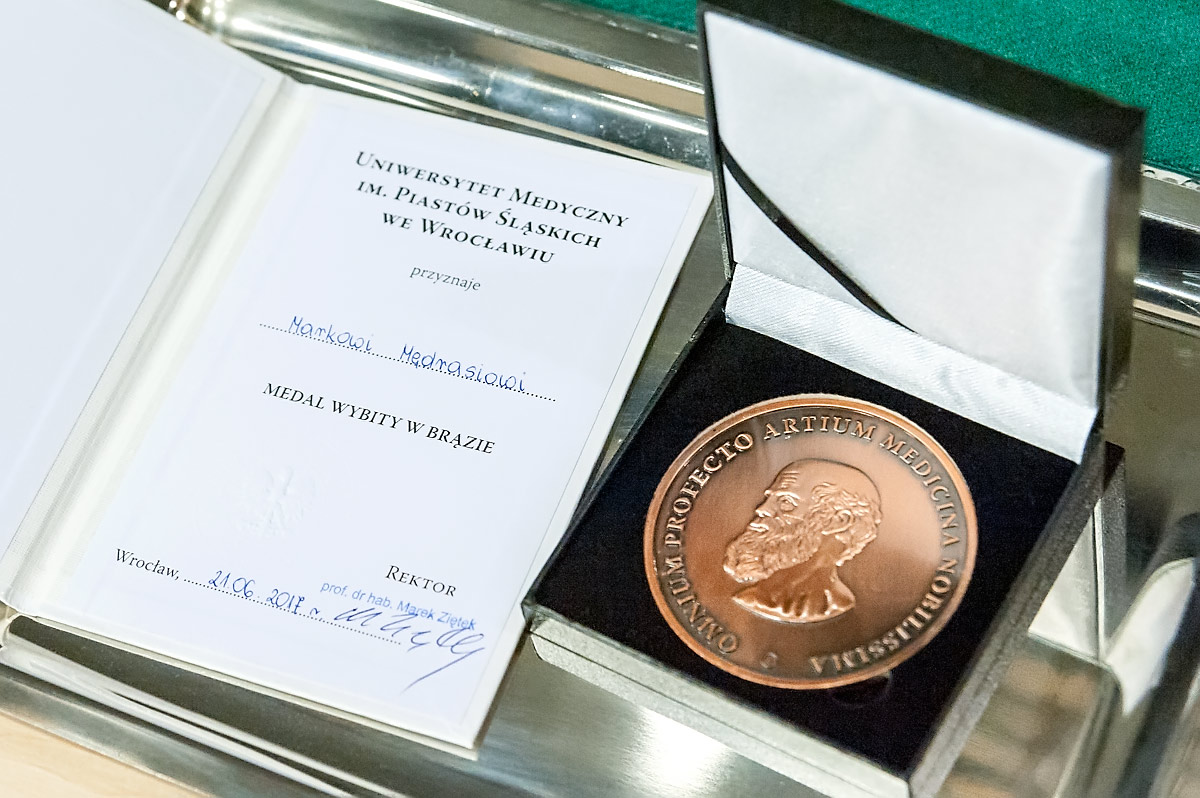 Uniwersytet Medyczny
im. Piastów Śląskich
we Wrocławiu
przyznaje
Markowi Mędrasiowi
MEDAL WYBITY W BRĄZIE
Rektor
prof. dr hab. Marek Ziętek
Wrocław, 21.06.2017 r.
OMNIUM PROFECTO ARTIUM MEDICINA NOBILISSIMA